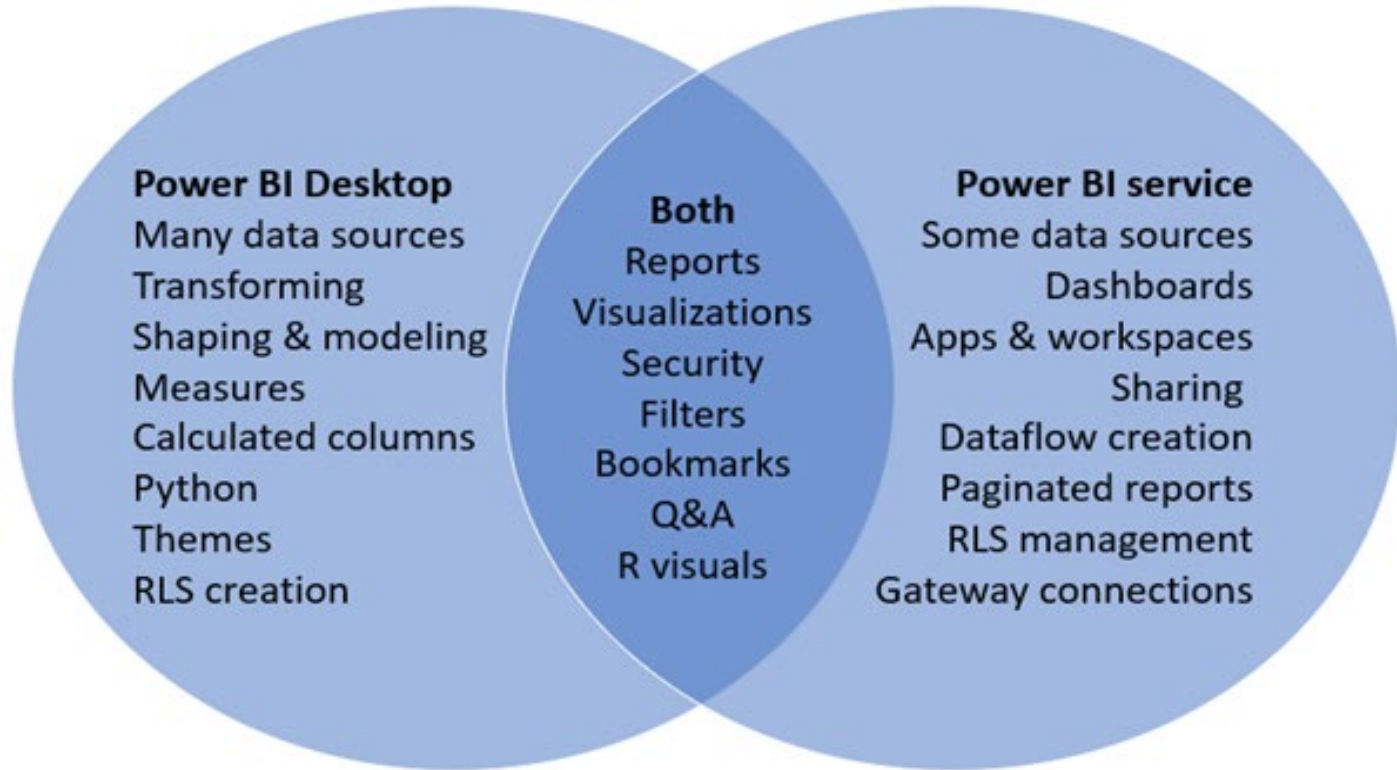 Power BI Desktop
Many data sources
Transforming
Shaping & modeling
Measures
Calculated columns
Python
Themes
RLS creation
Both
Reports
Visualizations
Security
Filters
Bookmarks
Q&A
R visuals
Power BI service
Some data sources
Dashboards
Apps & workspaces
Sharing
Dataflow creation
Paginated reports
RLS management
Gateway connections